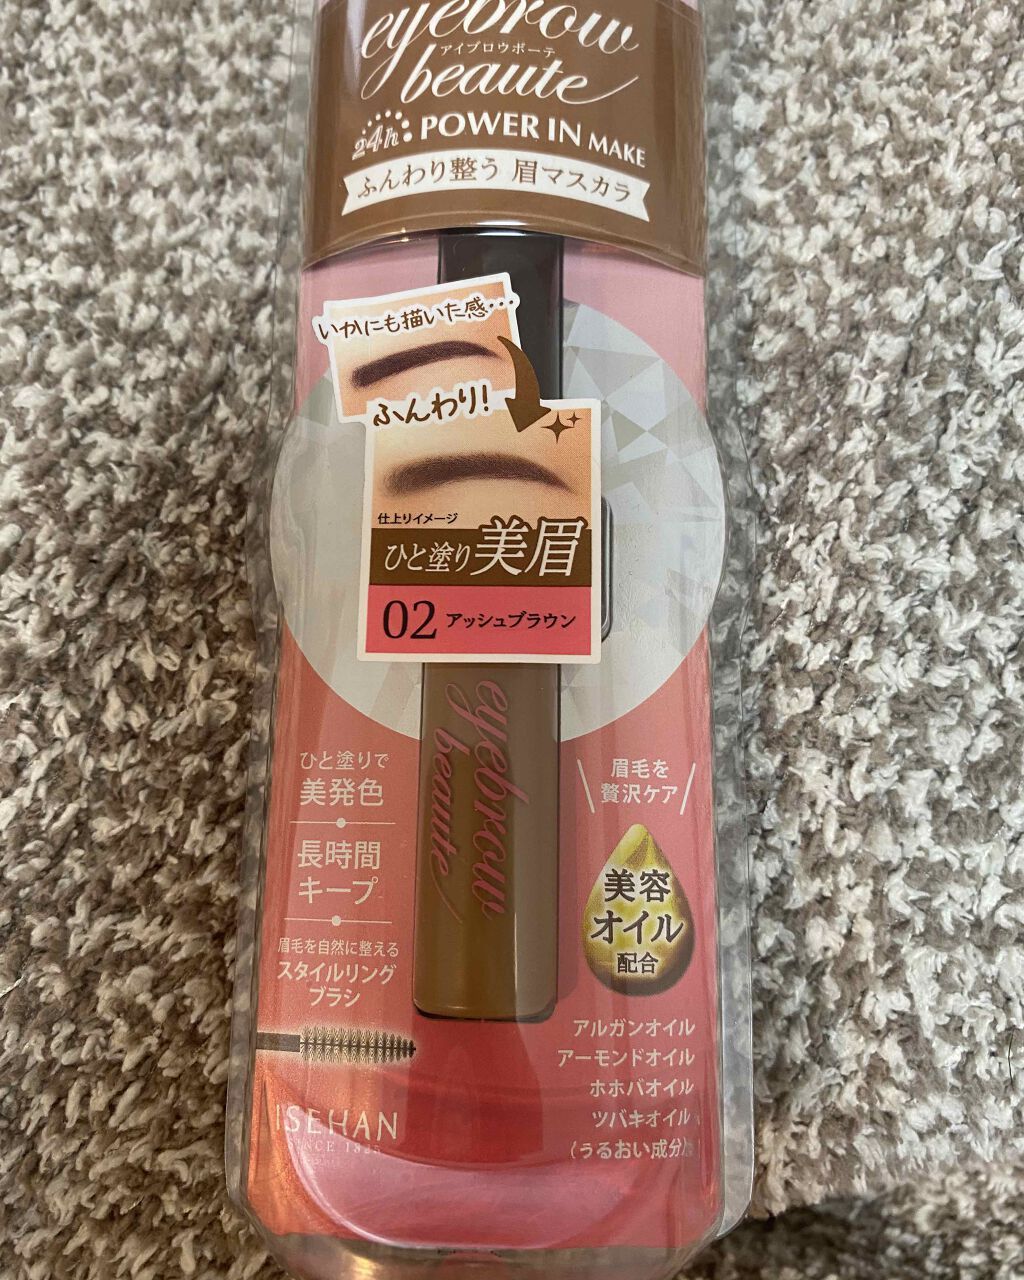 eyebrow
アイブロウボーテ
beaute
24h POWER IN MAKE
ふんわり整う 眉マスカラ
いかにも描いた感…
ふんわり!
仕上りイメージ
ひと塗り美眉
02 アッシュブラウン
eyebrow
beaute
ひと塗りで
美発色
長時間
キープ
眉毛を自然に整える
スタイルリング
ブラシ
眉毛を
贅沢ケア
美容
オイル
配合
アルガンオイル
アーモンドオイル
ホホバオイル
ツバキオイル
(うるおい成分)
ISEHAN
SINCE 1825